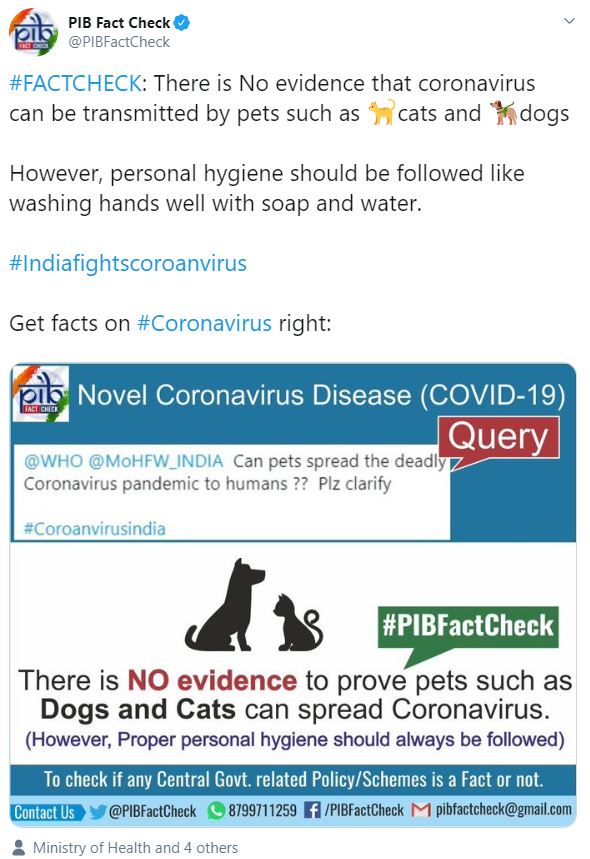 PIB Fact Check
@PIBFactCheck
#FACTCHECK: There is No evidence that coronavirus
can be transmitted by pets such as 🐈cats and 🐕‍🦺dogs
However, personal hygiene should be followed like
washing hands well with soap and water.
#Indiafightscoroanvirus
Get facts on #Coronavirus right:
pib
FACT CHECK
Novel Coronavirus Disease (COVID-19)
Query
@WHO @MoHFW_INDIA Can pets spread the deadly
Coronavirus pandemic to humans ?? Plz clarify
#Coroanvirusindia
#PIBFactCheck
There is NO evidence to prove pets such as
Dogs and Cats can spread Coronavirus.
(However, Proper personal hygiene should always be followed)
To check if any Central Govt. related Policy/Schemes is a Fact or not.
Contact Us @PIBFactCheck 8799711259 /PIBFactCheck pibfactcheck@gmail.com
Ministry of Health and 4 others